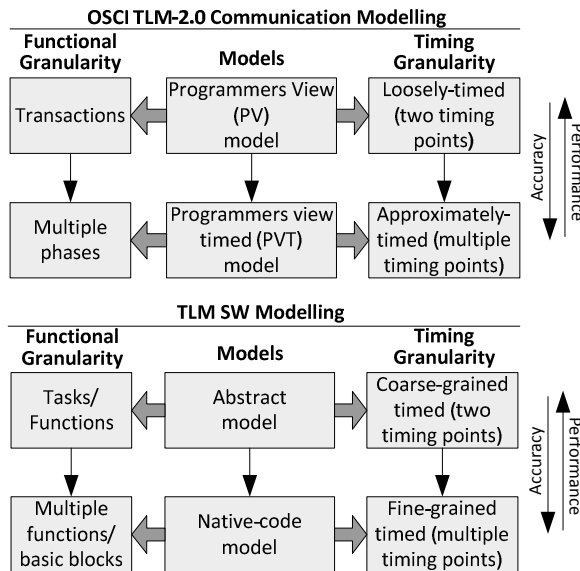 OSCI TLM-2.0 Communication Modelling
Functional
Granularity
Models
Timing
Granularity
Transactions
Programmers View
(PV)
model
Loosely-timed
(two timing
points)
Accuracy
Performance
Multiple
phases
Programmers view
timed (PVT)
model
Approximately-
timed (multiple
timing points)
TLM SW Modelling
Functional
Granularity
Models
Timing
Granularity
Tasks/
Functions
Abstract
model
Coarse-grained
timed (two
timing points)
Accuracy
Performance
Multiple
functions/
basic blocks
Native-code
model
Fine-grained
timed (multiple
timing points)